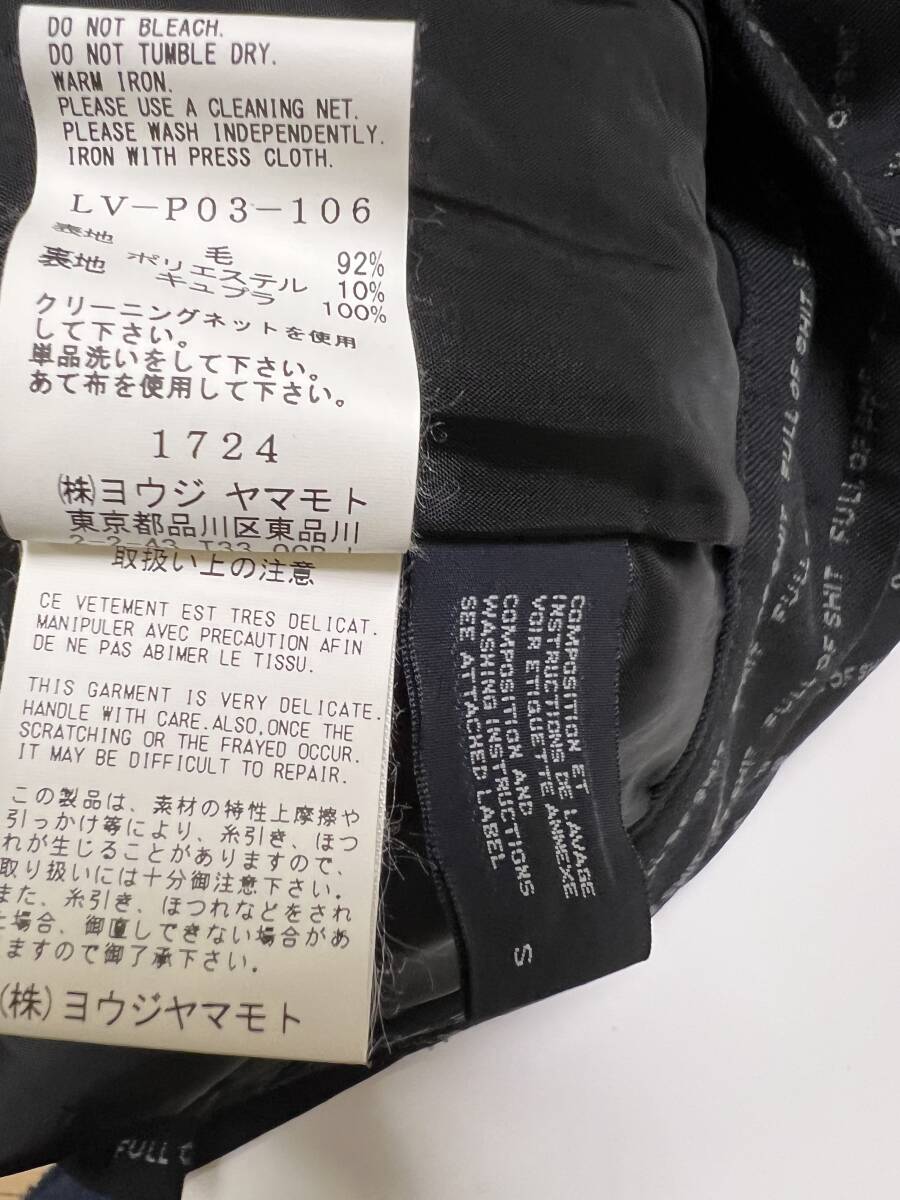 DO NOT BLEACH.
DO NOT TUMBLE DRY.
WARM IRON.
PLEASE USE A CLEANING NET.
PLEASE WASH INDEPENDENTLY.
IRON WITH PRESS CLOTH.
LV-P03-106
表地 毛 92%
ポリエステル 10%
裏地 キュプラ 100%
クリーニングネットを使用
して下さい。
単品洗いをして下さい。
あて布を使用して下さい。
1724
㈱ヨウジ ヤマモト
東京都品川区東品川
取扱い上の注意
CE VETEMENT EST TRES DELICAT.
MANIPULER AVEC PRECAUTION AFIN
DE NE PAS ABIMER LE TISSU.
THIS GARMENT IS VERY DELICATE.
HANDLE WITH CARE.ALSO,ONCE THE
SCRATCHING OR THE FRAYED OCCUR.
IT MAY BE DIFFICULT TO REPAIR.
この製品は、素材の特性上摩擦や
引っかけ等により、糸引き、ほつ
れが生じることがありますので、
取り扱いには十分御注意下さい。
また、糸引き、ほつれなどをされ
た場合、御直しできない場合があ
ますので御了承下さい。
(株)ヨウジヤマモト
COMPOSITION ET
INSTRUCTIONS DE LAVAGE
VOIR ETIQUETTE ANNEXE
COMPOSITION AND
WASHING INSTRUCTIONS
SEE ATTACHED LABEL
S
FULL OF SHIT
FULL OF SHIT
FULL OF SHIT
FULL